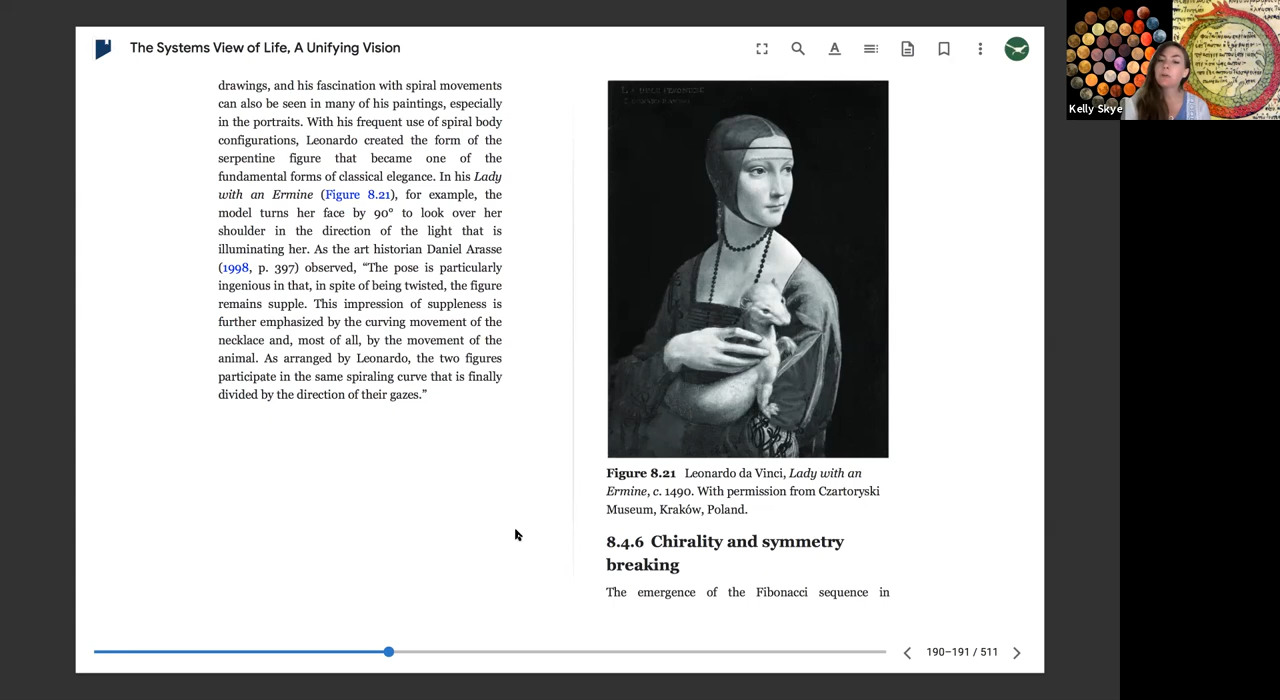 The Systems View of Life, A Unifying Vision
drawings, and his fascination with spiral movements
can also be seen in many of his paintings, especially
in the portraits. With his frequent use of spiral body
configurations, Leonardo created the form of the
serpentine figure that became one of the
fundamental forms of classical elegance. In his Lady
with an Ermine (Figure 8.21), for example, the
model turns her face by 90° to look over her
shoulder in the direction of the light that is
illuminating her. As the art historian Daniel Arasse
(1998, p. 397) observed, “The pose is particularly
ingenious in that, in spite of being twisted, the figure
remains supple. This impression of suppleness is
further emphasized by the curving movement of the
necklace and, most of all, by the movement of the
animal. As arranged by Leonardo, the two figures
participate in the same spiraling curve that is finally
divided by the direction of their gazes.”
Figure 8.21 Leonardo da Vinci, Lady with an
Ermine, c. 1490. With permission from Czartoryski
Museum, Kraków, Poland.
8.4.6 Chirality and symmetry
breaking
The emergence of the Fibonacci sequence in
190–191 / 511
Kelly Skye